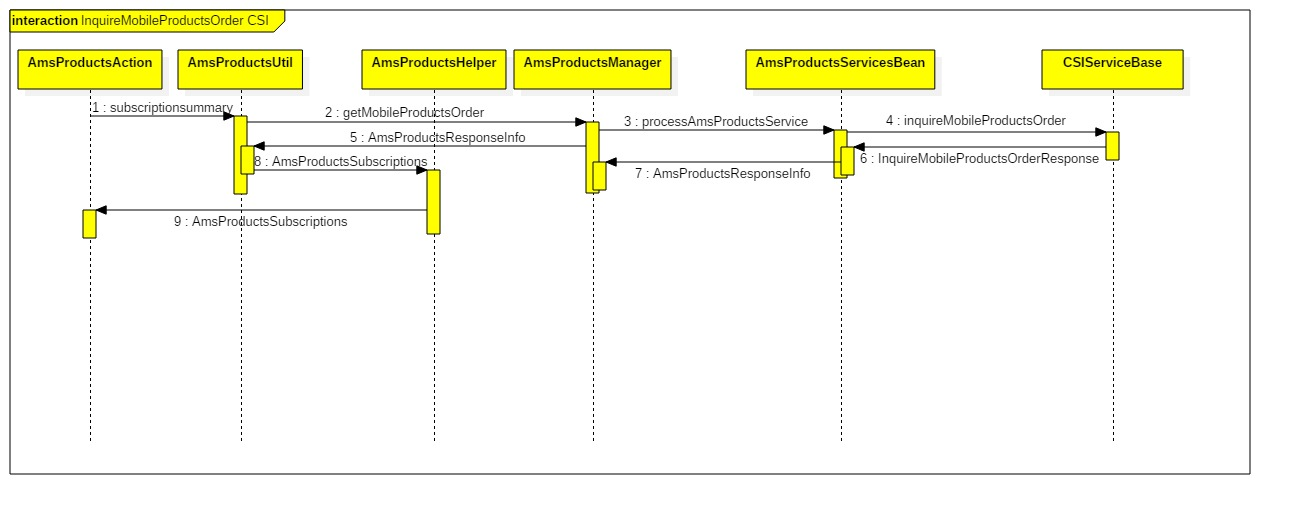 interaction InquireMobileProductsOrder CSI
AmsProductsAction
AmsProductsUtil
AmsProductsHelper
AmsProductsManager
AmsProductsServicesBean
CSIServiceBase
1 : subscriptionsummary
2 : getMobileProductsOrder
3 : processAmsProductsService
4 : inquireMobileProductsOrder
5 : AmsProductsResponseInfo
6 : InquireMobileProductsOrderResponse
8 : AmsProductsSubscriptions
7 : AmsProductsResponseInfo
9 : AmsProductsSubscriptions